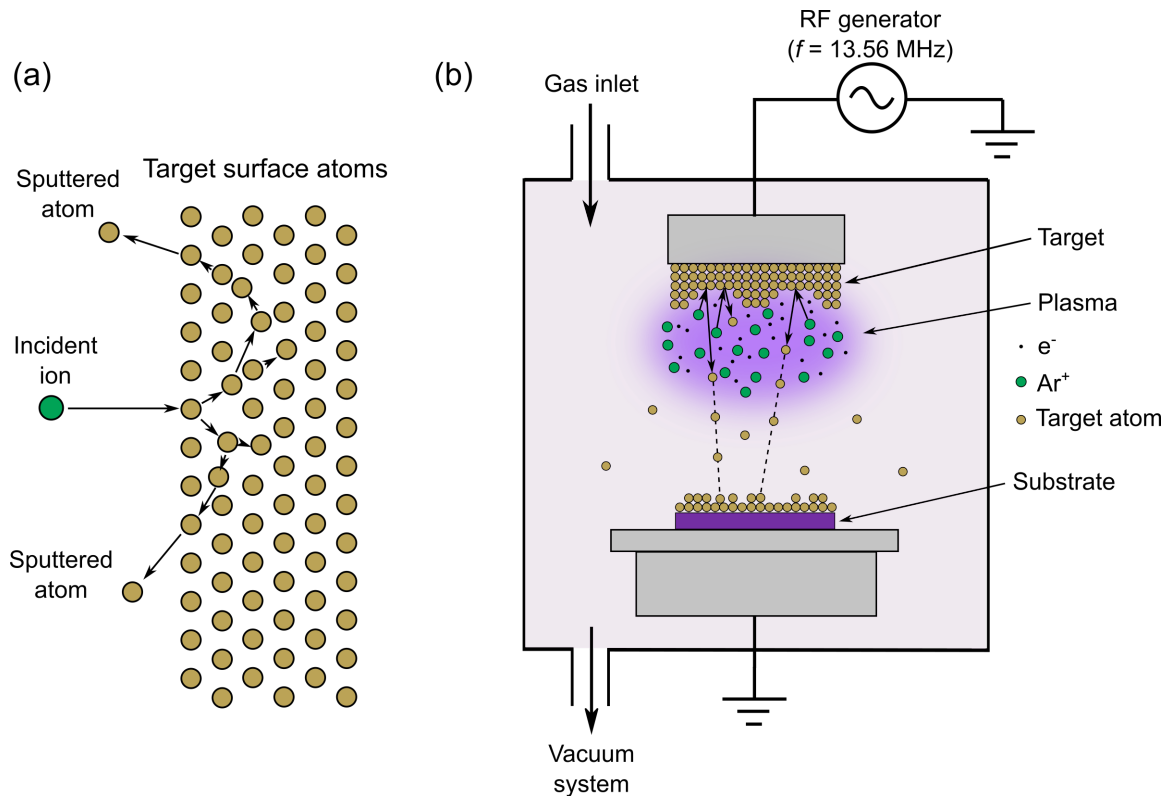 (a)
Sputtered
atom
Target surface atoms
Incident
ion
Sputtered
atom
(b)
RF generator
(f = 13.56 MHz)
Gas inlet
Target
Plasma
e⁻
Ar⁺
Target atom
Substrate
Vacuum
system